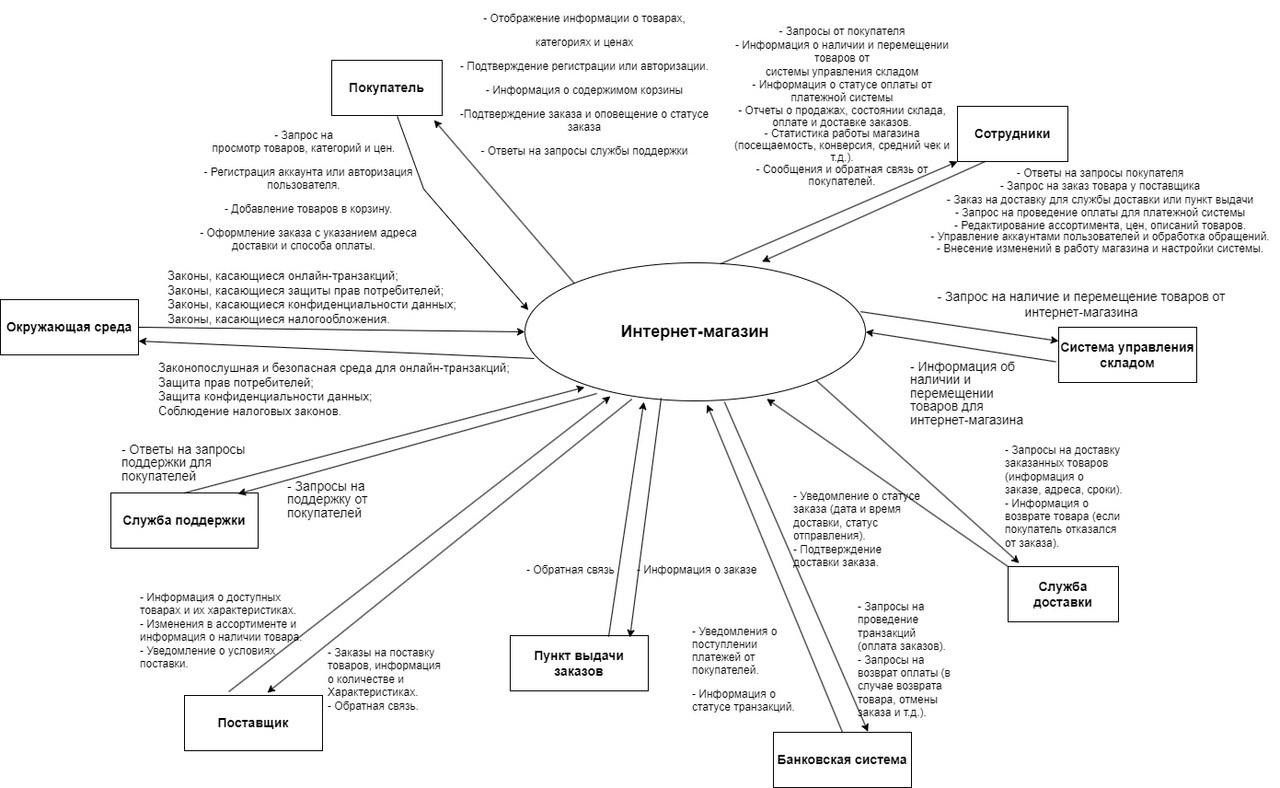 - Отображение информации о товарах,
категориях и ценах
- Подтверждение регистрации или авторизации.
- Информация о содержимом корзины
-Подтверждение заказа и оповещение о статусе
заказа
- Ответы на запросы службы поддержки
- Запросы от покупателя
- Информация о наличии и перемещении
товаров от
системы управления складом
- Информация о статусе оплаты от
платежной системы
- Отчеты о продажах, состоянии склада,
оплате и доставке заказов.
- Статистика работы магазина
(посещаемость, конверсия, средний чек и
т.д.).
- Сообщения и обратная связь от
покупателей.
Покупатель
Сотрудники
- Запрос на
просмотр товаров, категорий и цен.
- Регистрация аккаунта или авторизация
пользователя.
- Добавление товаров в корзину.
- Оформление заказа с указанием адреса
доставки и способа оплаты.
- Ответы на запросы покупателя
- Запрос на заказ товара у поставщика
- Заказ на доставку для службы доставки или пункт выдачи
- Запрос на проведение оплаты для платежной системы
- Редактирование ассортимента, цен, описаний товаров.
- Управление аккаунтами пользователей и обработка обращений.
- Внесение изменений в работу магазина и настройки системы.
Законы, касающиеся онлайн-транзакций;
Законы, касающиеся защиты прав потребителей;
Законы, касающиеся конфиденциальности данных;
Законы, касающиеся налогообложения.
Окружающая среда
Интернет-магазин
- Запрос на наличие и перемещение товаров от
интернет-магазина
Система управления
складом
Законопослушная и безопасная среда для онлайн-транзакций;
Защита прав потребителей;
Защита конфиденциальности данных;
Соблюдение налоговых законов.
- Информация об
наличии и
перемещении
товаров для
интернет-магазина
- Ответы на запросы
поддержки для
покупателей
- Запросы на
поддержку от
покупателей
Служба поддержки
- Запросы на доставку
заказанных товаров
(информация о
заказе, адреса, сроки).
- Информация о
возврате товара (если
покупатель отказался
от заказа).
- Уведомление о статусе
заказа (дата и время
доставки, статус
отправления).
- Подтверждение
доставки заказа.
Служба
доставки
- Обратная связь
- Информация о заказе
- Информация о доступных
товарах и их характеристиках.
- Изменения в ассортименте и
информация о наличии товара.
- Уведомление о условиях
поставки.
- Заказы на поставку
товаров, информация
о количестве и
Характеристиках.
- Обратная связь.
Поставщик
Пункт выдачи
заказов
- Уведомления о
поступлении
платежей от
покупателей.
- Информация о
статусе транзакций.
- Запросы на
проведение
транзакций
(оплата заказов).
- Запросы на
возврат оплаты (в
случае возврата
товара, отмены
заказа и т.д.).
Банковская система